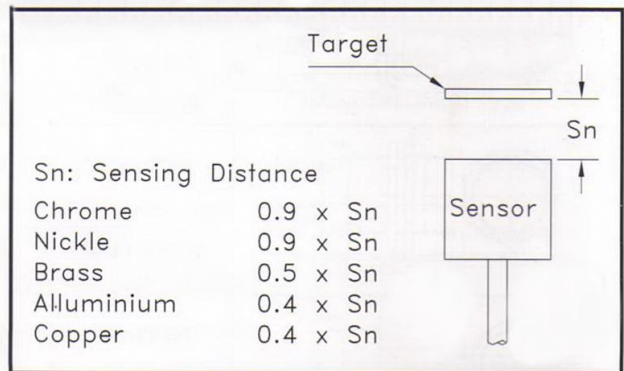 Target
Sn
Sn: Sensing Distance
Sensor
Chrome 0.9 x Sn
Nickle 0.9 x Sn
Brass 0.5 x Sn
Alluminium 0.4 x Sn
Copper 0.4 x Sn